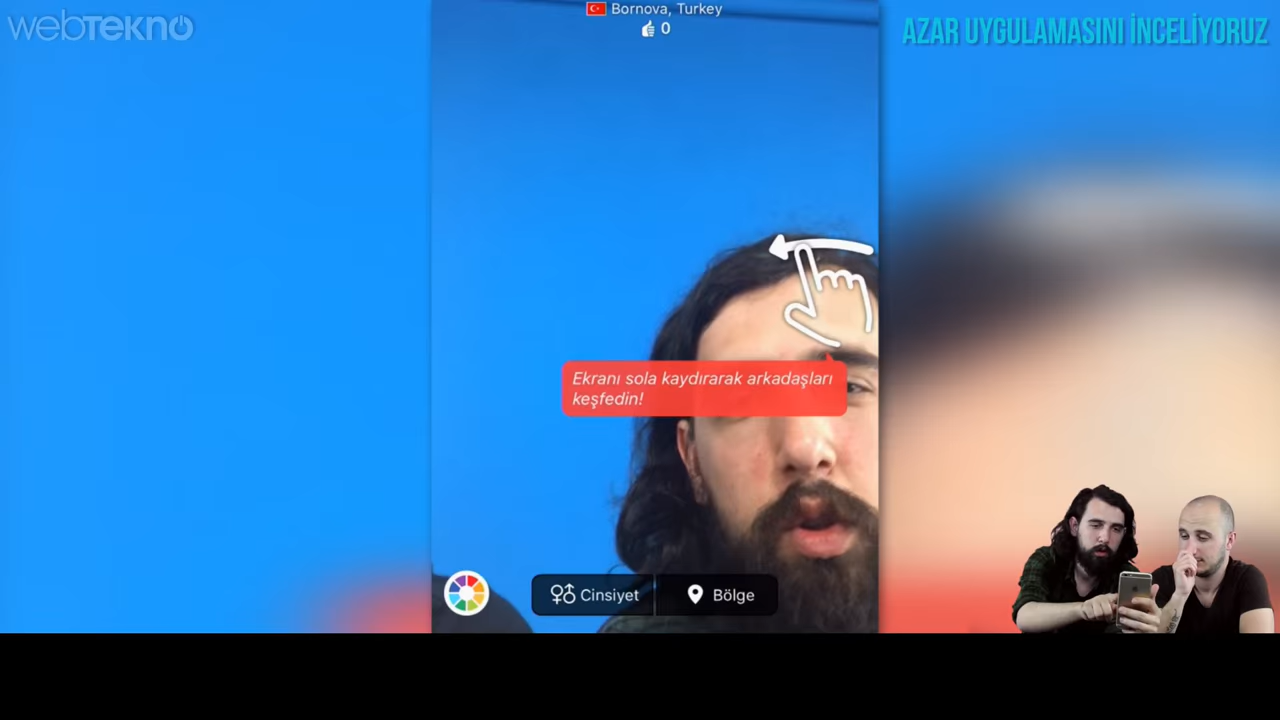 webTEKNO
Bornova, Turkey
0
AZAR UYGULAMASINI İNCELİYORUZ
Ekranı sola kaydırarak arkadaşları
keşfedin!
Cinsiyet
Bölge